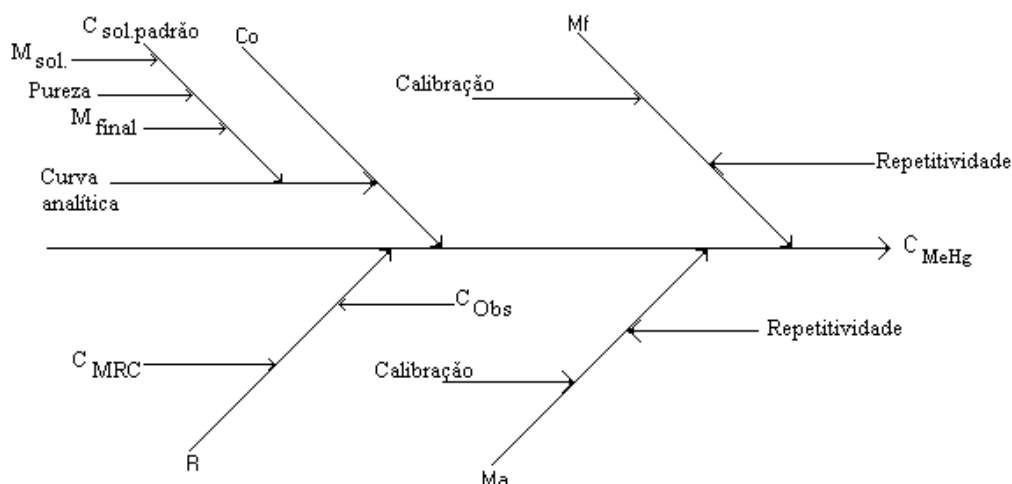 C sol.padrão
Co
Mf
M sol.
Calibração
Pureza
M final
Repetitividade
Curva
analítica
C MeHg
C Obs
Repetitividade
C MRC
Calibração
R
Ma